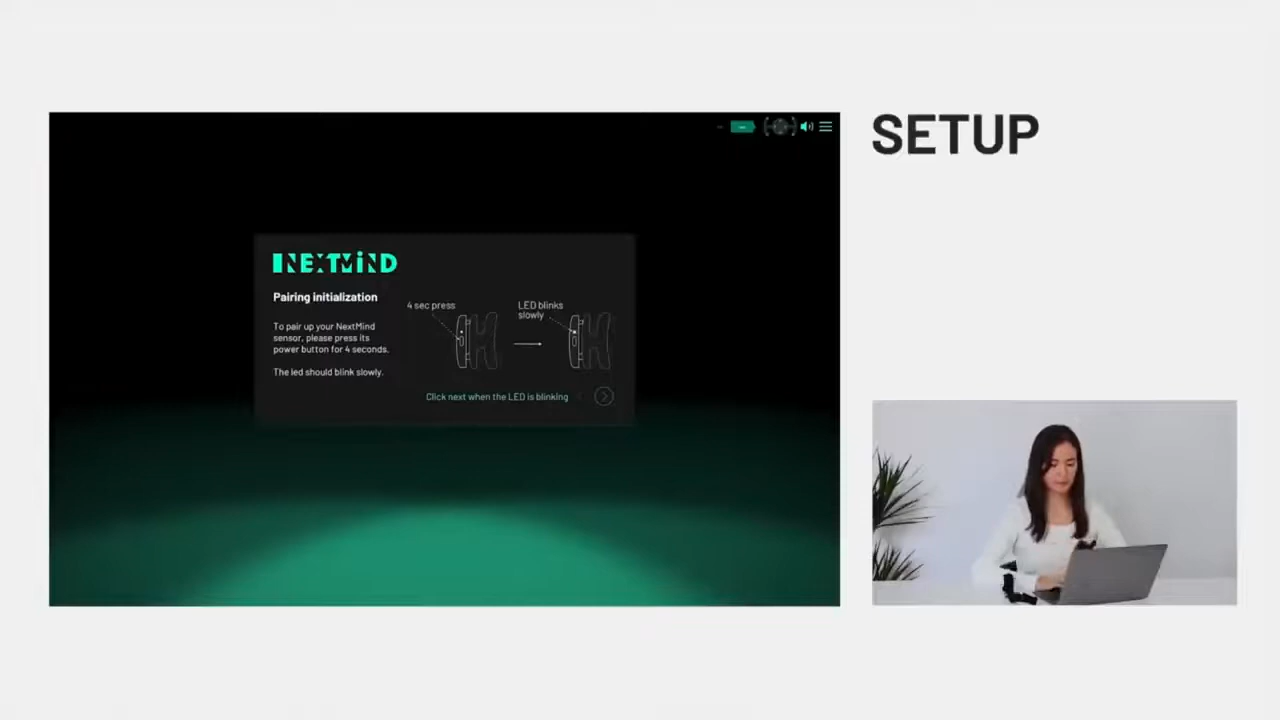 SETUP
NEXTMIND
Pairing initialization
To pair up your NextMind
sensor, please press its
power button for 4 seconds.
The led should blink slowly.
4 sec press
LED blinks
slowly
Click next when the LED is blinking